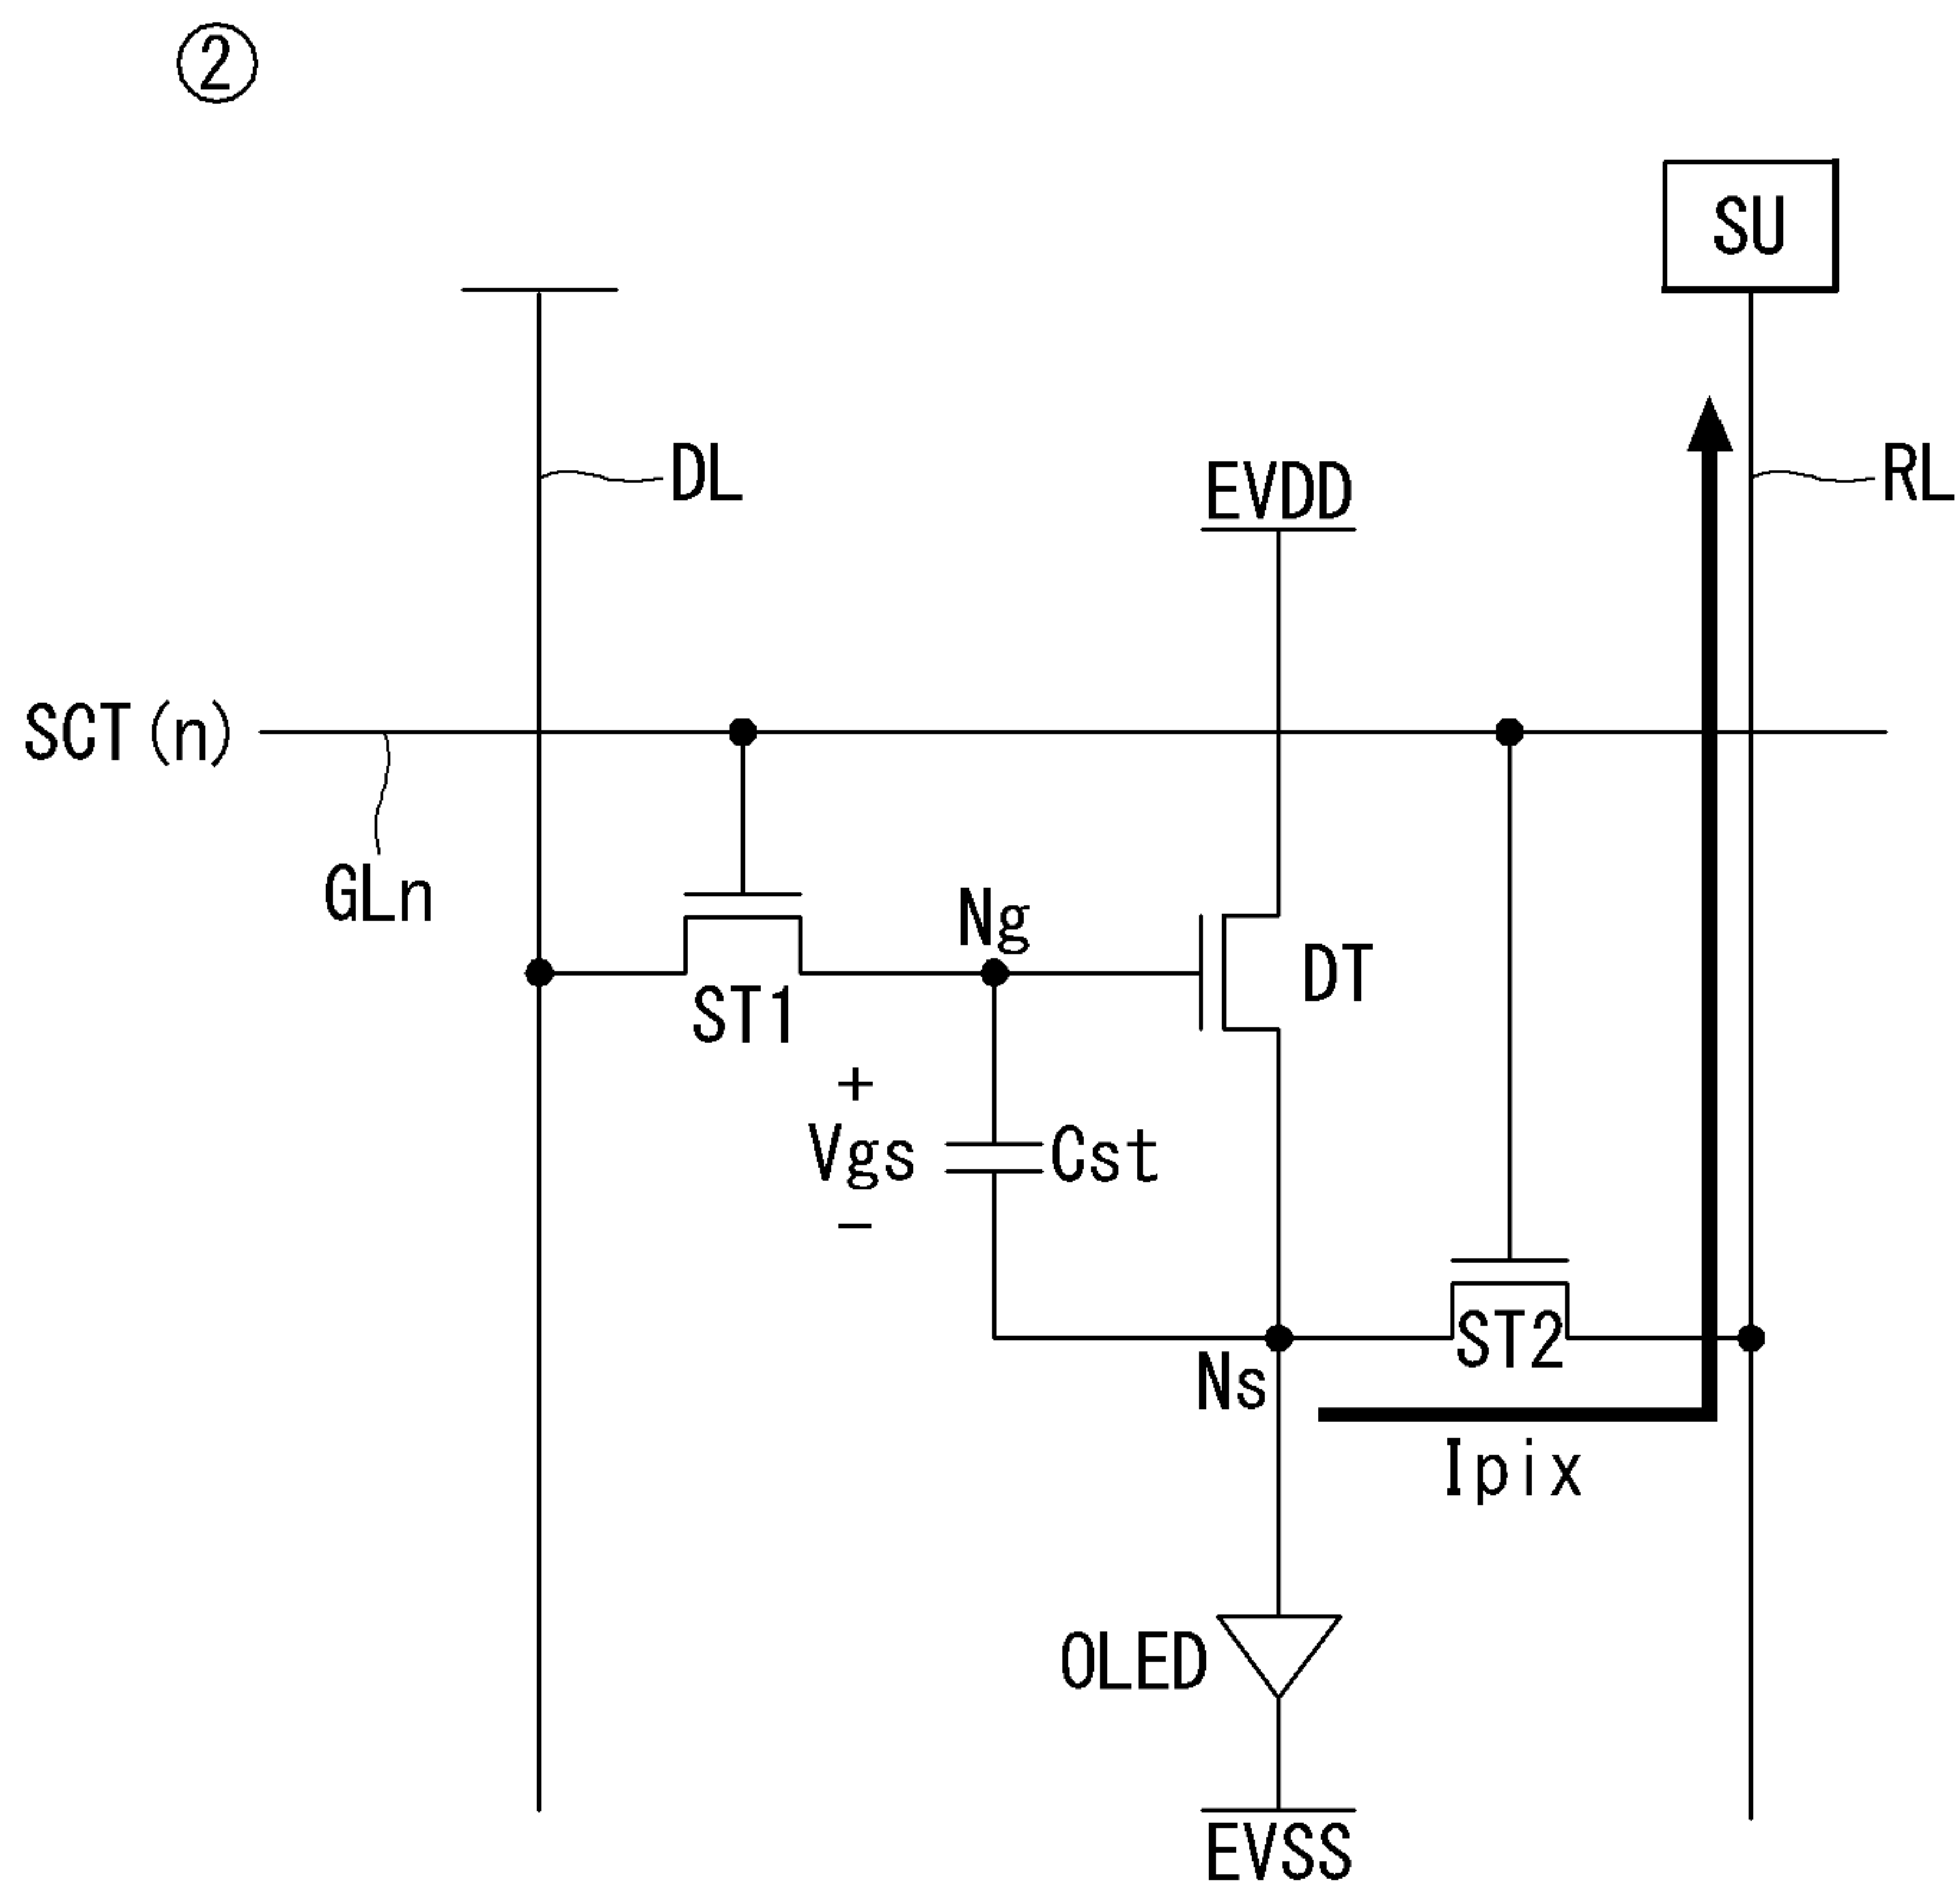 ②
SU
DL
EVDD
RL
SCT(n)
GLn
Ng
DT
ST1
+
Vgs
Cst
−
ST2
Ns
Ipix
OLED
EVSS